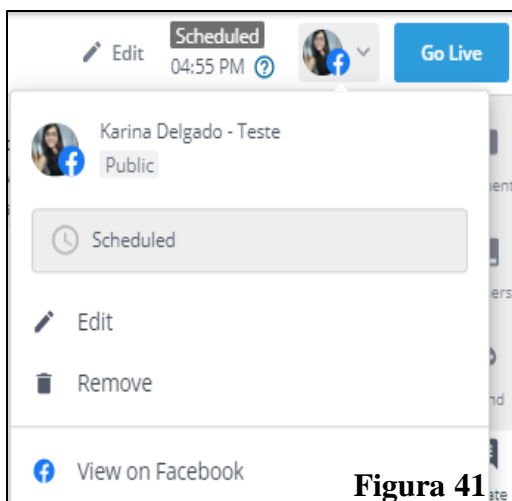 Edit
Scheduled
04:55 PM
Go Live
Karina Delgado - Teste
Public
Scheduled
Edit
Remove
View on Facebook
Figura 41